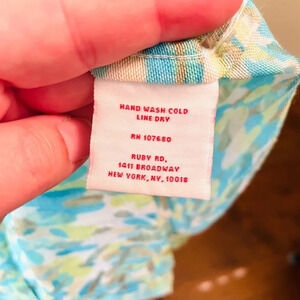 HAND WASH COLD
LINE DRY
RN 107680
RUBY RD,
1411 BROADWAY
NEW YORK, NY, 10018